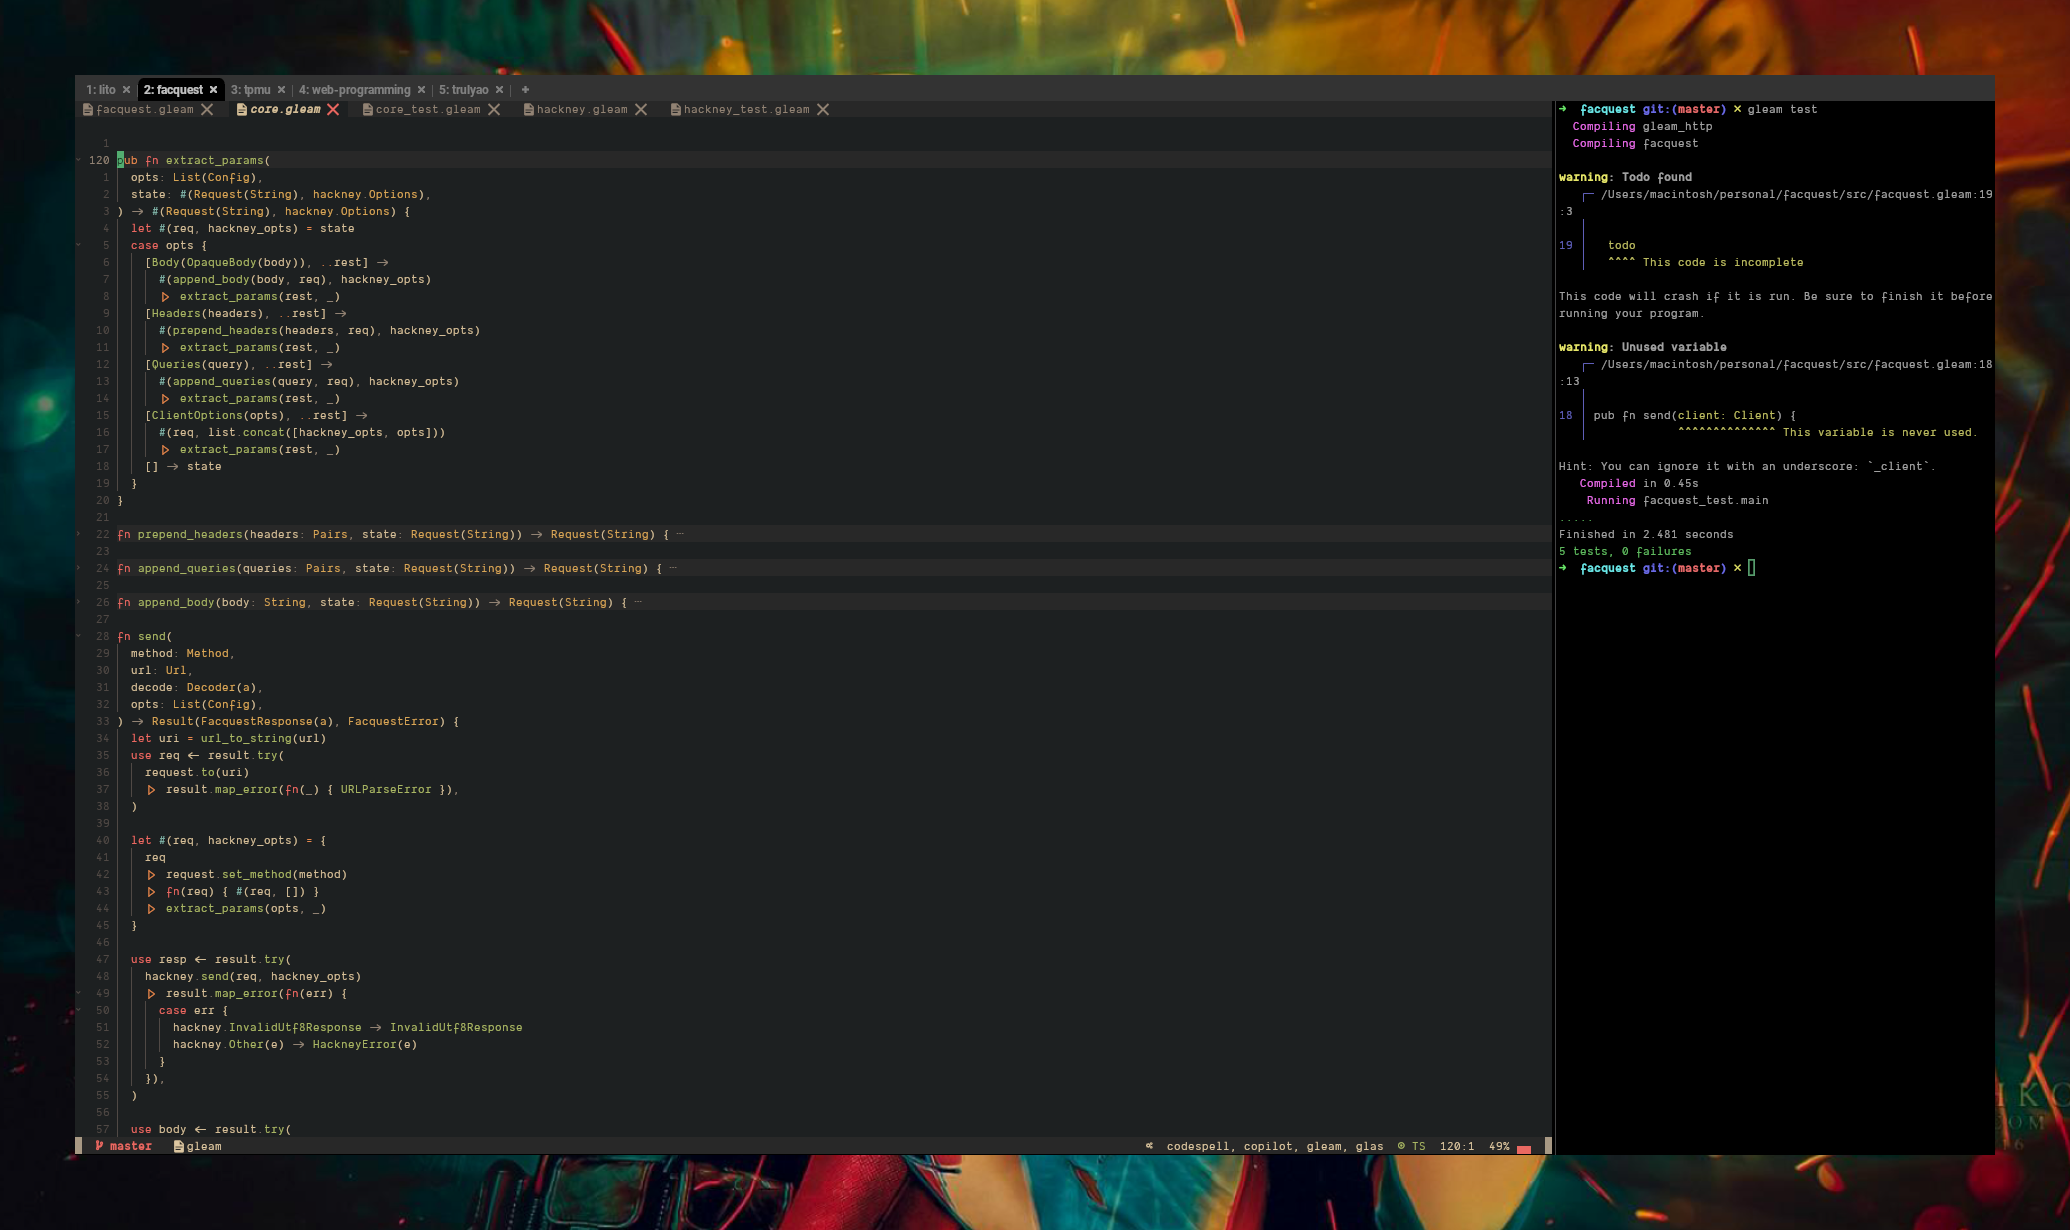 1: lito × 2: facquest × 3: tpmu × 4: web-programming × 5: trulyao × +
facquest.gleam core.gleam core_test.gleam hackney.gleam hackney_test.gleam
1
120 pub fn extract_params(
1 opts: List(Config),
2 state: #(Request(String), hackney.Options),
3 ) -> #(Request(String), hackney.Options) {
4 let #(req, hackney_opts) = state
5 case opts {
6 [Body(OpaqueBody(body)), ..rest] ->
7 #(append_body(body, req), hackney_opts)
8 |> extract_params(rest, _)
9 [Headers(headers), ..rest] ->
10 #(prepend_headers(headers, req), hackney_opts)
11 |> extract_params(rest, _)
12 [Queries(query), ..rest] ->
13 #(append_queries(query, req), hackney_opts)
14 |> extract_params(rest, _)
15 [ClientOptions(opts), ..rest] ->
16 #(req, list.concat([hackney_opts, opts]))
17 |> extract_params(rest, _)
18 [] -> state
19 }
20 }
21
22 fn prepend_headers(headers: Pairs, state: Request(String)) -> Request(String) { ⋯
23
24 fn append_queries(queries: Pairs, state: Request(String)) -> Request(String) { ⋯
25
26 fn append_body(body: String, state: Request(String)) -> Request(String) { ⋯
27
28 fn send(
29 method: Method,
30 url: Url,
31 decode: Decoder(a),
32 opts: List(Config),
33 ) -> Result(FacquestResponse(a), FacquestError) {
34 let uri = url_to_string(url)
35 use req <- result.try(
36 request.to(uri)
37 |> result.map_error(fn(_) { URLParseError }),
38 )
39
40 let #(req, hackney_opts) = {
41 req
42 |> request.set_method(method)
43 |> fn(req) { #(req, []) }
44 |> extract_params(opts, _)
45 }
46
47 use resp <- result.try(
48 hackney.send(req, hackney_opts)
49 |> result.map_error(fn(err) {
50 case err {
51 hackney.InvalidUtf8Response -> InvalidUtf8Response
52 hackney.Other(e) -> HackneyError(e)
53 }
54 }),
55 )
56
57 use body <- result.try(
master gleam codespell, copilot, gleam, glas TS 120:1 49%
➜ facquest git:(master) ✗ gleam test
Compiling gleam_http
Compiling facquest
warning: Todo found
┌─ /Users/macintosh/personal/facquest/src/facquest.gleam:19
:3
│
19 │ todo
│ ^^^^ This code is incomplete
This code will crash if it is run. Be sure to finish it before
running your program.
warning: Unused variable
┌─ /Users/macintosh/personal/facquest/src/facquest.gleam:18
:13
│
18 │ pub fn send(client: Client) {
│ ^^^^^^^^^^^^^^ This variable is never used.
Hint: You can ignore it with an underscore: `_client`.
Compiled in 0.45s
Running facquest_test.main
.....
Finished in 2.481 seconds
5 tests, 0 failures
➜ facquest git:(master) ✗